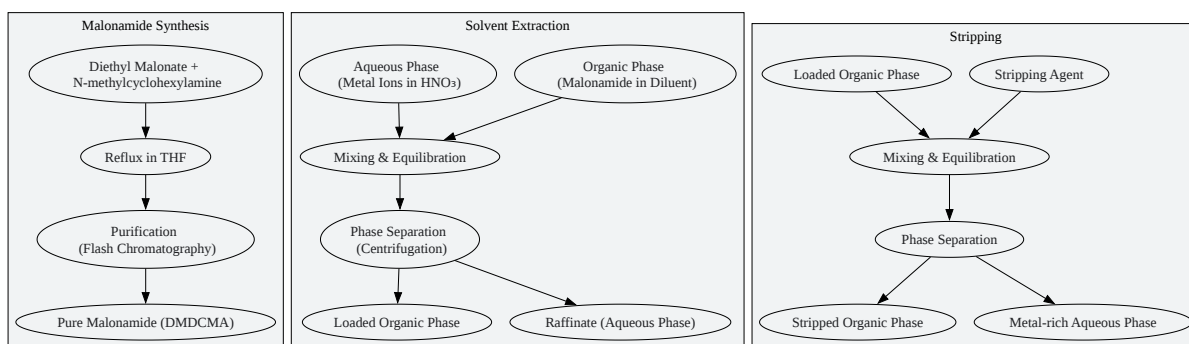 Malonamide Synthesis
Diethyl Malonate +
N-methylcyclohexylamine
Reflux in THF
Purification
(Flash Chromatography)
Pure Malonamide (DMDCMA)
Solvent Extraction
Aqueous Phase
(Metal Ions in HNO₃)
Organic Phase
(Malonamide in Diluent)
Mixing & Equilibration
Phase Separation
(Centrifugation)
Loaded Organic Phase
Raffinate (Aqueous Phase)
Stripping
Loaded Organic Phase
Stripping Agent
Mixing & Equilibration
Phase Separation
Stripped Organic Phase
Metal-rich Aqueous Phase